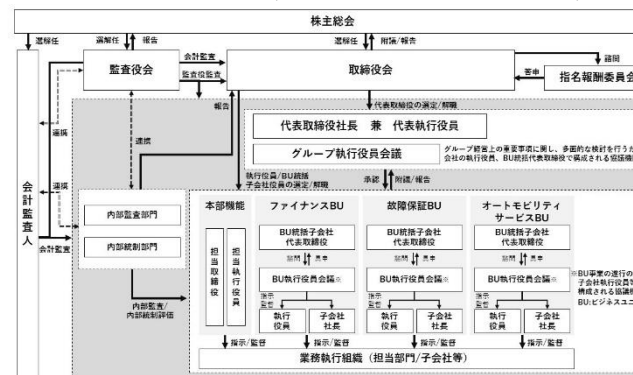 株主総会
選解任
選解任
報告
選解任
附議/報告
監査役会
会計監査
監査役監査
取締役会
諮問
答申
指名報酬委員会
報告
代表取締役の選定/解職
連携
連携
連携
代表取締役社長 兼 代表執行役員
グループ執行役員会議
グループ経営上の重要事項に関し、多面的な検討を行うた
会社の執行役員、BU統括代表取締役で構成される協議機
執行役員/BU統括
子会社役員の選定/解職
承認
附議/報告
会計監査人
会計監査
内部監査部門
内部統制部門
内部監査/
内部統制評価
本部機能
担当取締役
担当執行役員
ファイナンスBU
故障保証BU
オートモビリティ
サービスBU
BU統括子会社
代表取締役
BU統括子会社
代表取締役
BU統括子会社
代表取締役
諮問
具申
諮問
具申
諮問
具申
BU執行役員会議※
BU執行役員会議※
BU執行役員会議※
※BU事業の遂行の
子会社執行役員等
構成される協議機
BU:ビジネスユニ
指示
監督
指示
監督
指示
監督
執行
役員
子会社
社長
執行
役員
子会社
社長
執行
役員
子会社
社長
指示/監督
指示/監督
指示/監督
指示/監督
業務執行組織（担当部門/子会社等）